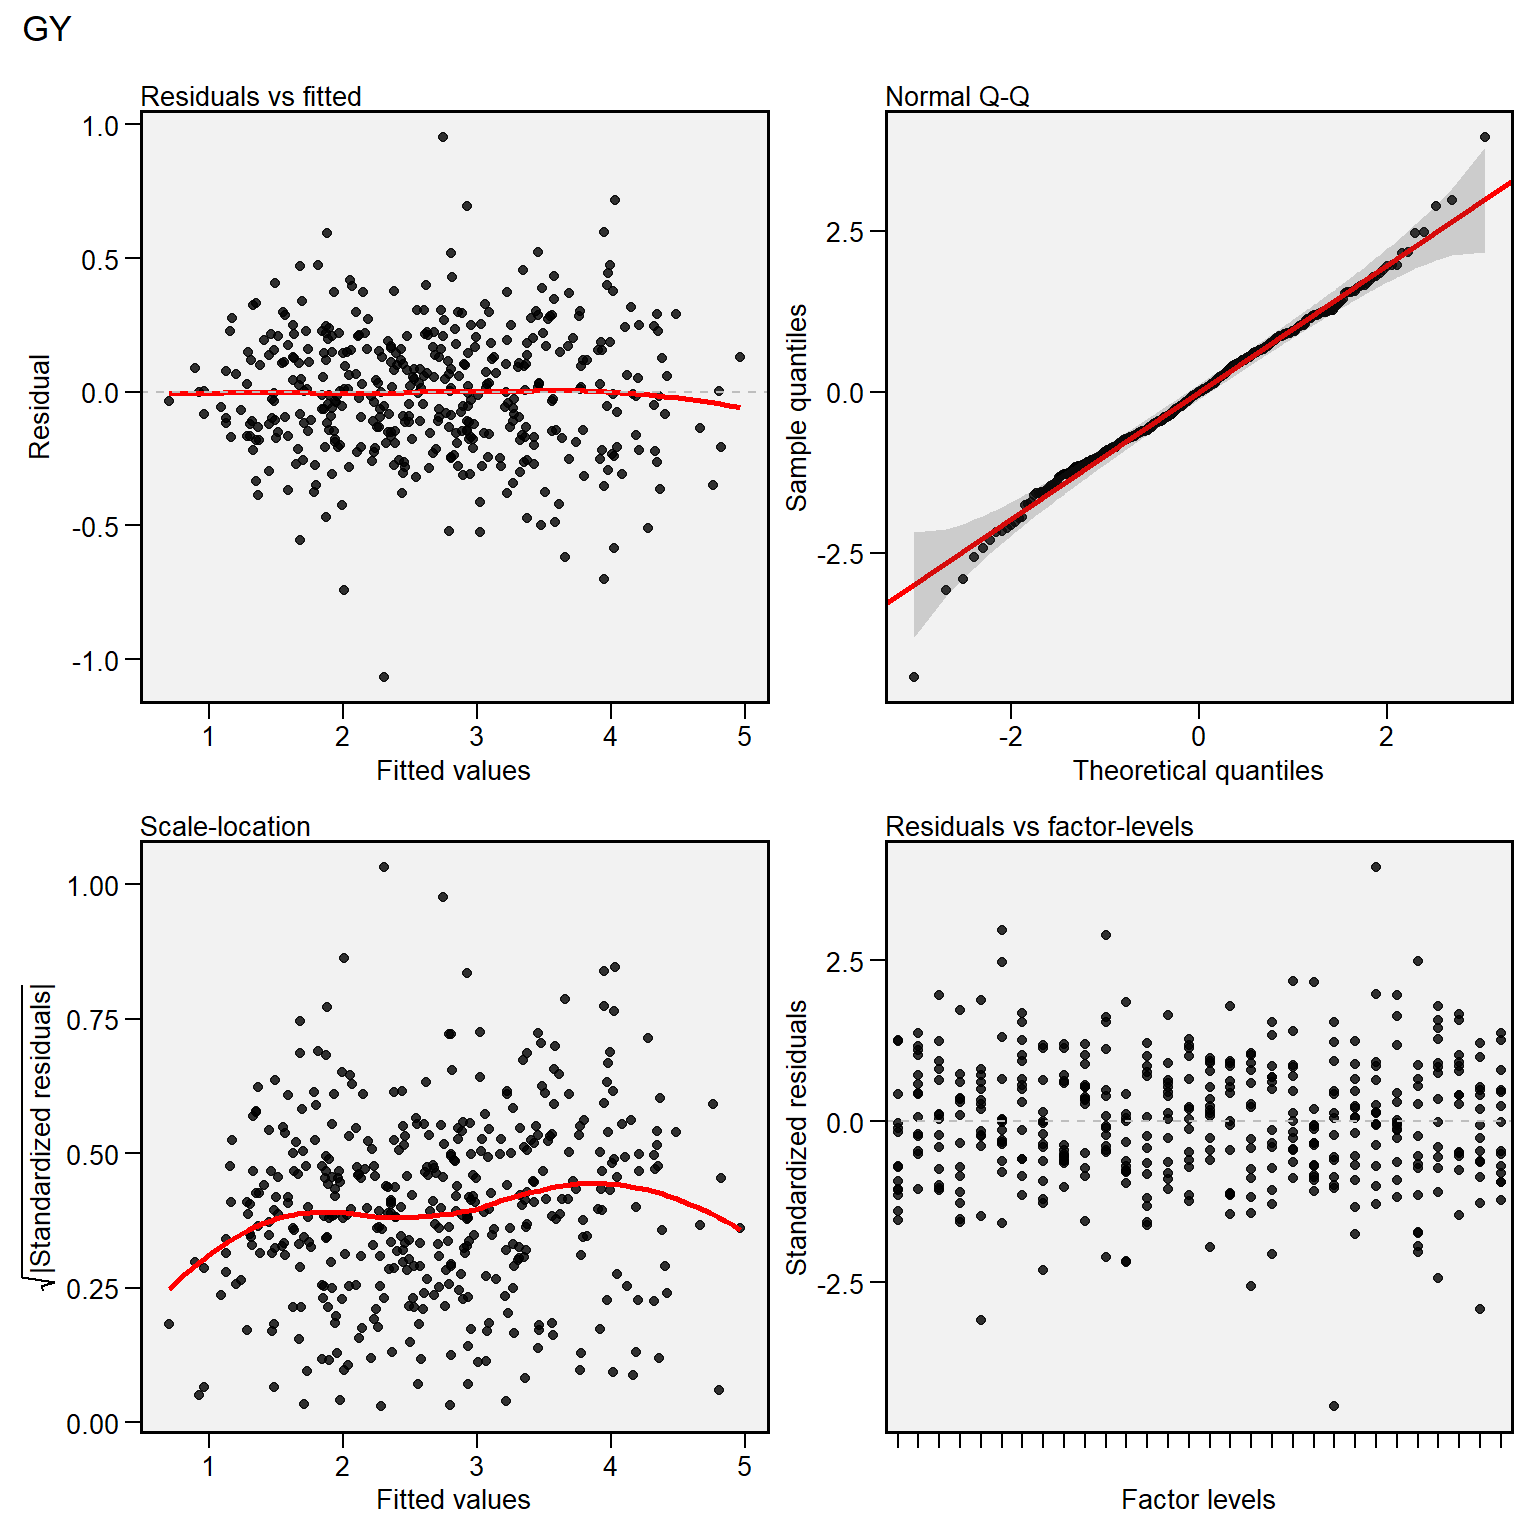 GY
Residuals vs fitted
1.0
0.5
0.0
-0.5
-1.0
Residual
1 2 3 4 5
Fitted values
Normal Q-Q
2.5
0.0
-2.5
Sample quantiles
-2 0 2
Theoretical quantiles
Scale-location
1.00
0.75
0.50
0.25
0.00
√|Standardized residuals|
1 2 3 4 5
Fitted values
Residuals vs factor-levels
2.5
0.0
-2.5
Standardized residuals
Factor levels